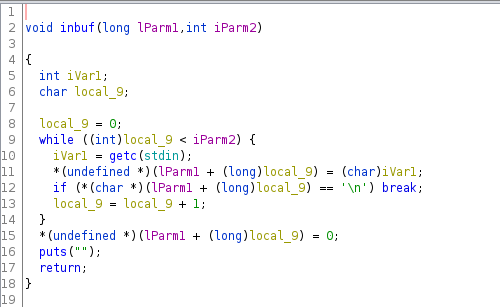 1
2 void inbuf(long lParm1,int iParm2)
3
4 {
5   int iVar1;
6   char local_9;
7
8   local_9 = 0;
9   while ((int)local_9 < iParm2) {
10     iVar1 = getc(stdin);
11     *(undefined *)(lParm1 + (long)local_9) = (char)iVar1;
12     if (*(char *)(lParm1 + (long)local_9) == '\n') break;
13     local_9 = local_9 + 1;
14   }
15   *(undefined *)(lParm1 + (long)local_9) = 0;
16   puts("");
17   return;
18 }
19